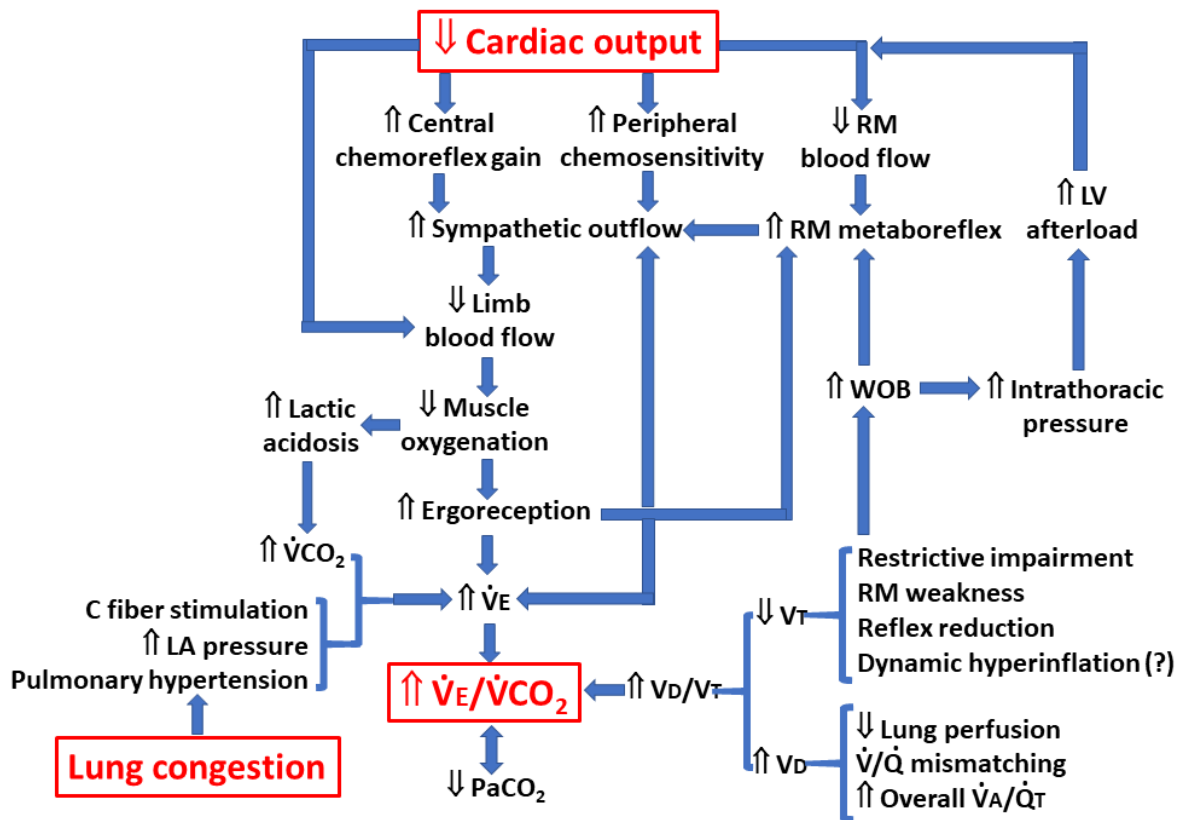 ⇓ Cardiac output
⇑ Central
chemoreflex gain
⇑ Peripheral
chemosensitivity
⇓ RM
blood flow
⇑ LV
afterload
⇑ Sympathetic outflow
⇑ RM metaboreflex
⇓ Limb
blood flow
⇑ Lactic
acidosis
⇓ Muscle
oxygenation
⇑ WOB
⇑ Intrathoracic
pressure
⇑ Ergoreception
⇑ V̇CO₂
C fiber stimulation
⇑ LA pressure
Pulmonary hypertension
⇑ V̇E
⇓ VT
Restrictive impairment
RM weakness
Reflex reduction
Dynamic hyperinflation (?)
⇑ V̇E/V̇CO₂
⇑ VD/VT
Lung congestion
⇓ PaCO₂
⇑ VD
⇓ Lung perfusion
V̇/Q̇ mismatching
⇑ Overall V̇A/Q̇T